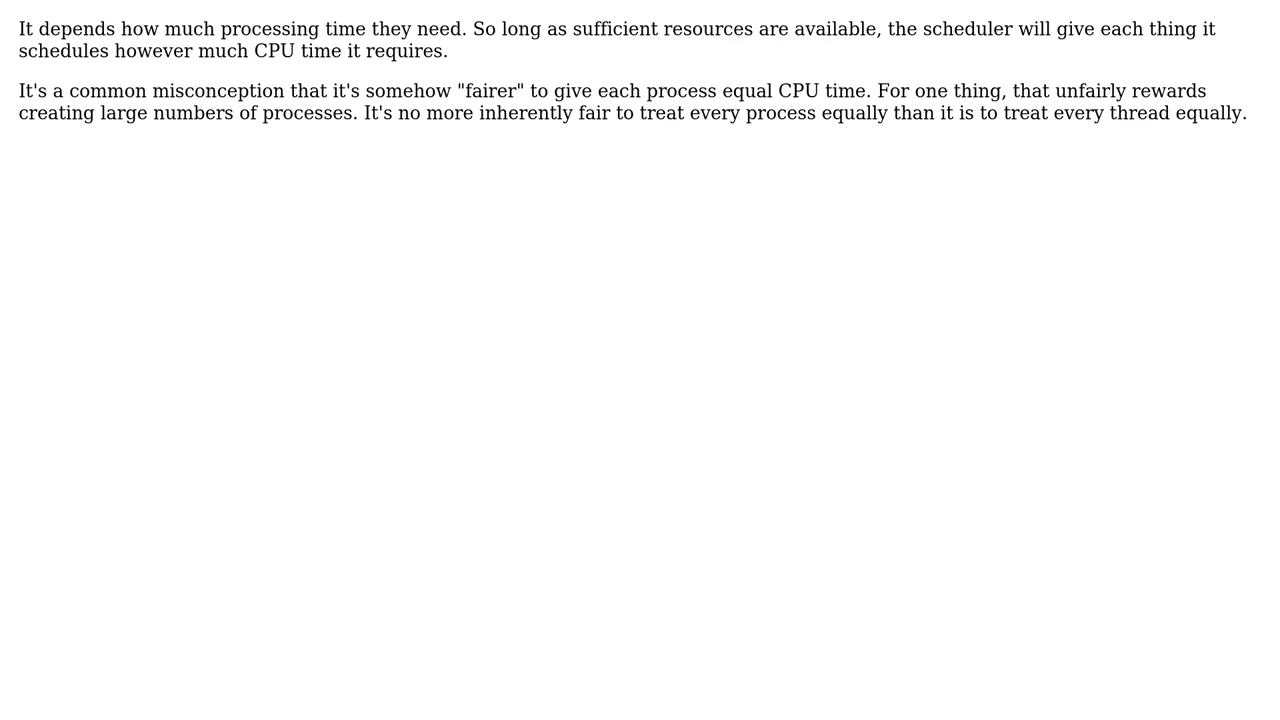 It depends how much processing time they need. So long as sufficient resources are available, the scheduler will give each thing it
schedules however much CPU time it requires.
It's a common misconception that it's somehow "fairer" to give each process equal CPU time. For one thing, that unfairly rewards
creating large numbers of processes. It's no more inherently fair to treat every process equally than it is to treat every thread equally.